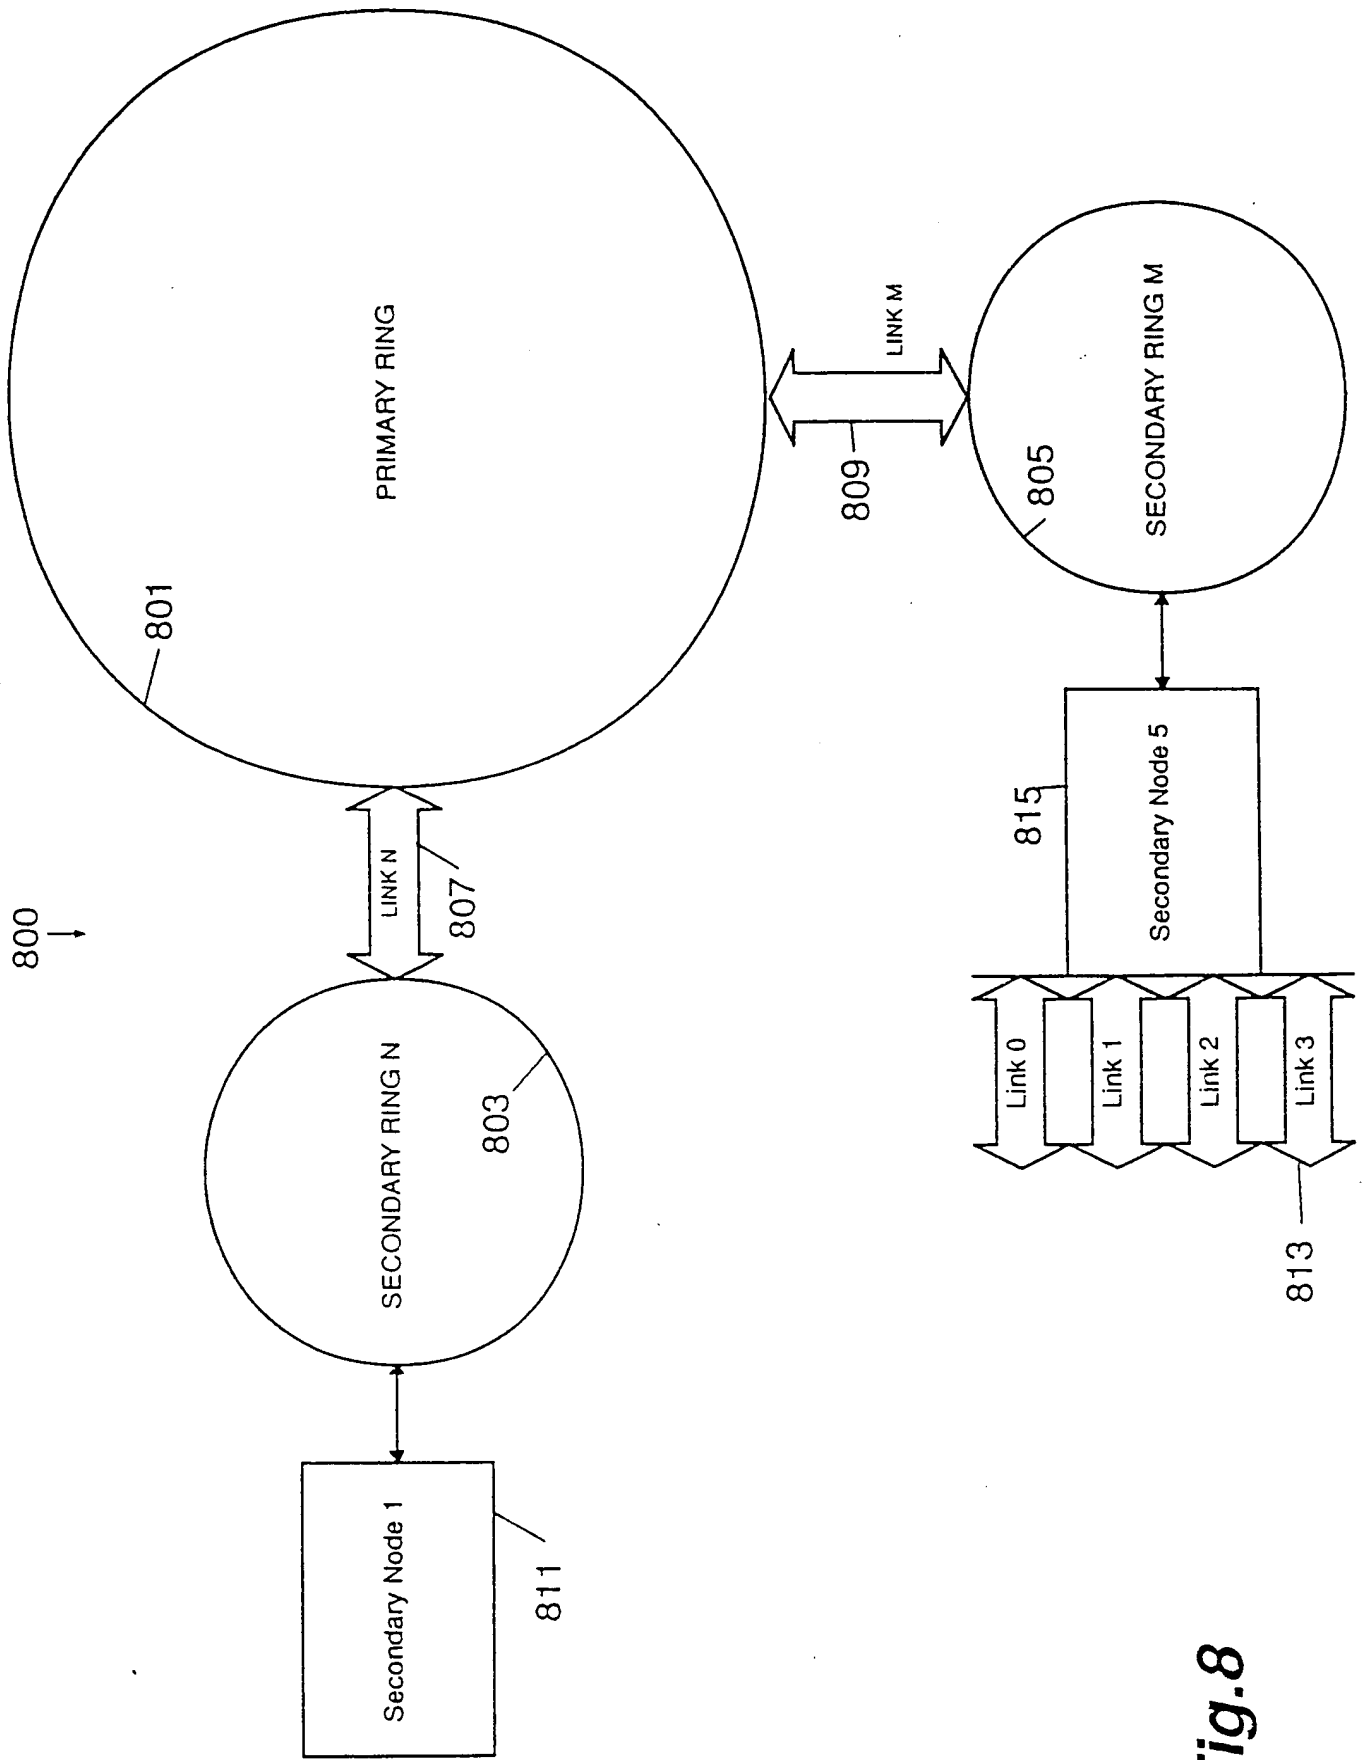 800
801
PRIMARY RING
LINK N
807
SECONDARY RING N
803
Secondary Node 1
811
LINK M
809
805
SECONDARY RING M
815
Secondary Node 5
Link 0
Link 1
Link 2
Link 3
813
ig.8